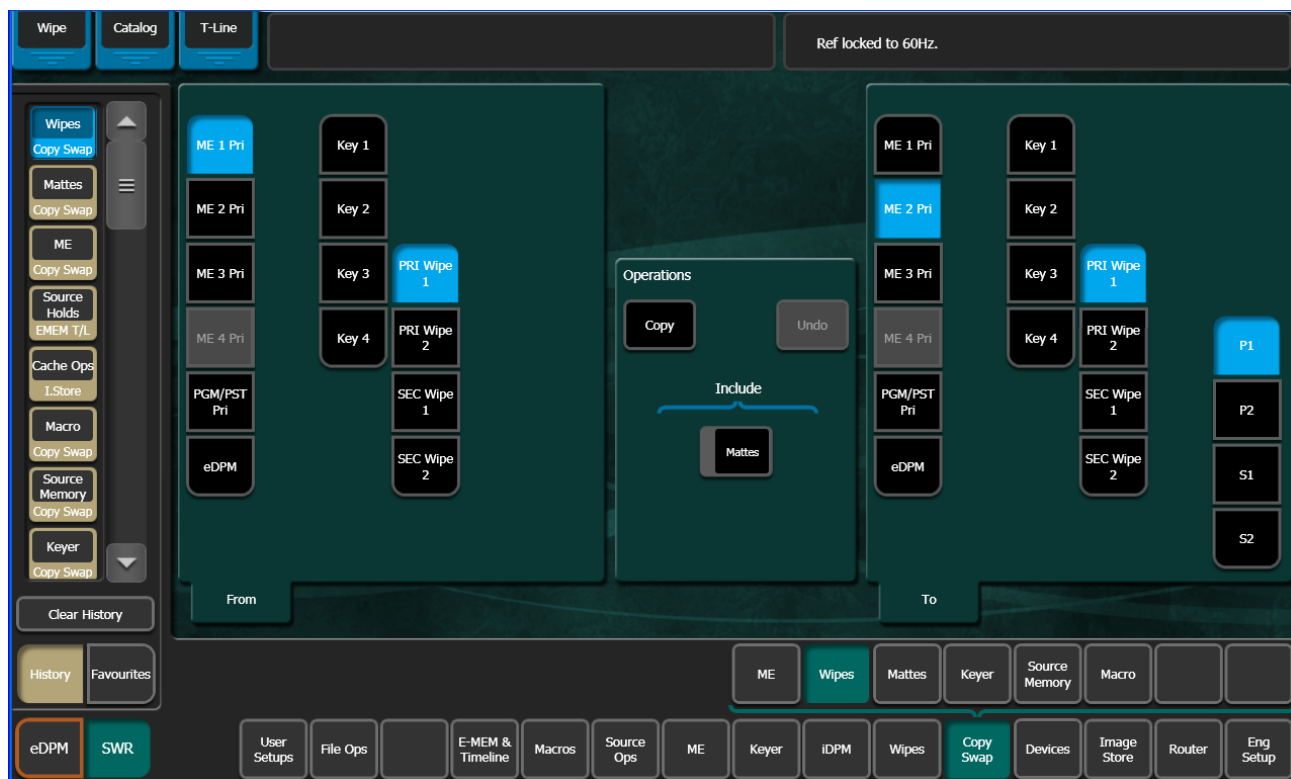 Wipe
Catalog
T-Line
Ref locked to 60Hz.
Wipes
Copy Swap
Mattes
Copy Swap
ME
Copy Swap
Source
Holds
EMEM T/L
Cache Ops
I.Store
Macro
Copy Swap
Source
Memory
Copy Swap
Keyer
Copy Swap
Clear History
History
Favourites
ME 1 Pri
ME 2 Pri
ME 3 Pri
ME 4 Pri
PGM/PST
Pri
eDPM
Key 1
Key 2
Key 3
Key 4
PRI Wipe
1
PRI Wipe
2
SEC Wipe
1
SEC Wipe
2
From
Operations
Copy
Undo
Include
Mattes
ME 1 Pri
ME 2 Pri
ME 3 Pri
ME 4 Pri
PGM/PST
Pri
eDPM
Key 1
Key 2
Key 3
Key 4
PRI Wipe
1
PRI Wipe
2
SEC Wipe
1
SEC Wipe
2
P1
P2
S1
S2
To
ME
Wipes
Mattes
Keyer
Source
Memory
Macro
eDPM
SWR
User
Setups
File Ops
E-MEM &
Timeline
Macros
Source
Ops
ME
Keyer
iDPM
Wipes
Copy
Swap
Devices
Image
Store
Router
Eng
Setup